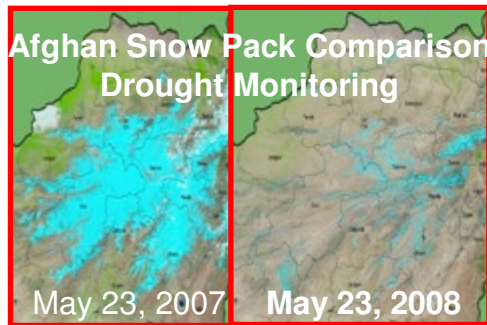 Afghan Snow Pack Comparison
Drought Monitoring
May 23, 2007
May 23, 2008